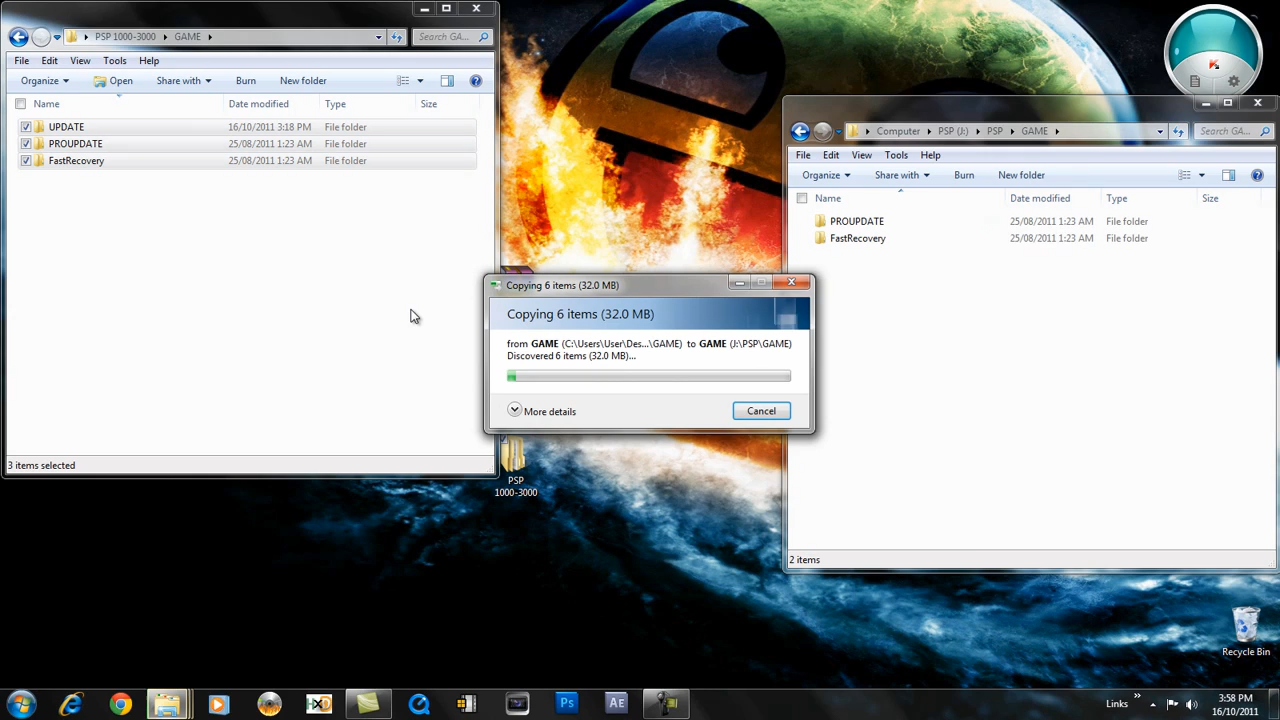 PSP 1000-3000 GAME
Search GA...
File Edit View Tools Help
Organize Open Share with Burn New folder
Name Date modified Type Size
UPDATE 16/10/2011 3:18 PM File folder
PROUPDATE 25/08/2011 1:23 AM File folder
FastRecovery 25/08/2011 1:23 AM File folder
3 items selected
Computer PSP (J:) PSP GAME
Search GA...
File Edit View Tools Help
Organize Share with Burn New folder
Name Date modified Type Size
PROUPDATE 25/08/2011 1:23 AM File folder
FastRecovery 25/08/2011 1:23 AM File folder
2 items
Copying 6 items (32.0 MB)
Copying 6 items (32.0 MB)
from GAME (C:\Users\User\Des...\GAME) to GAME (J:\PSP\GAME)
Discovered 6 items (32.0 MB)...
More details
Cancel
PSP
1000-3000
Recycle Bin
HXD
Ps
AE
Links
3:58 PM
16/10/2011